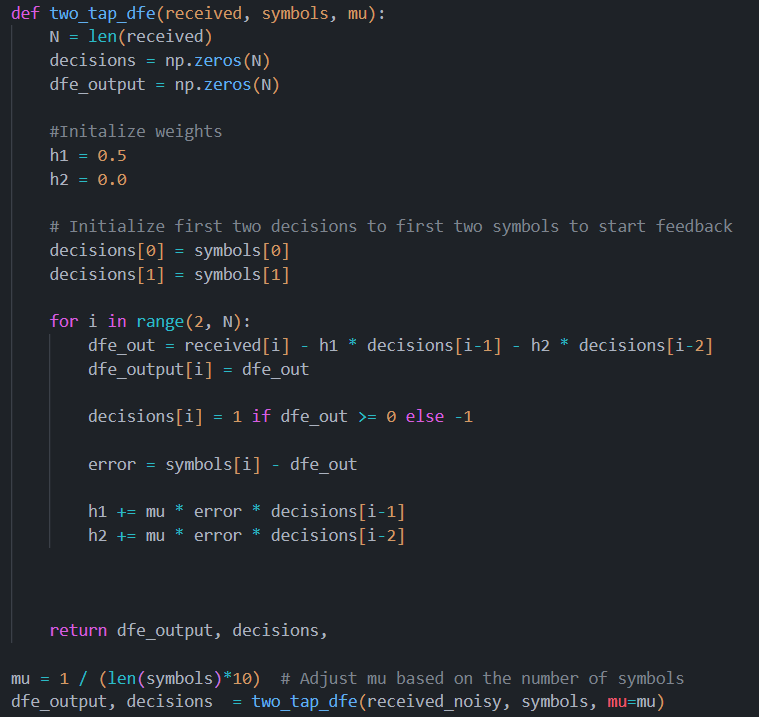 def two_tap_dfe(received, symbols, mu):
    N = len(received)
    decisions = np.zeros(N)
    dfe_output = np.zeros(N)

    #Initalize weights
    h1 = 0.5
    h2 = 0.0

    # Initialize first two decisions to first two symbols to start feedback
    decisions[0] = symbols[0]
    decisions[1] = symbols[1]

    for i in range(2, N):
        dfe_out = received[i] - h1 * decisions[i-1] - h2 * decisions[i-2]
        dfe_output[i] = dfe_out

        decisions[i] = 1 if dfe_out >= 0 else -1

        error = symbols[i] - dfe_out

        h1 += mu * error * decisions[i-1]
        h2 += mu * error * decisions[i-2]

    return dfe_output, decisions,

mu = 1 / (len(symbols)*10)  # Adjust mu based on the number of symbols
dfe_output, decisions  = two_tap_dfe(received_noisy, symbols, mu=mu)